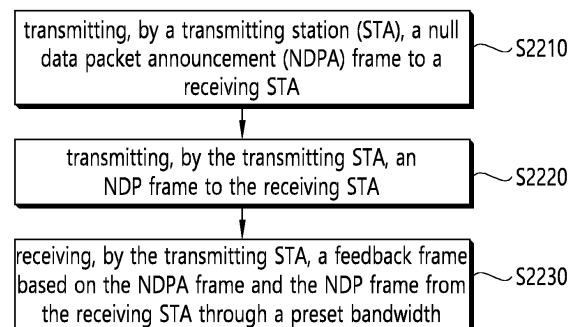 transmitting, by a transmitting station (STA), a null
data packet announcement (NDPA) frame to a
receiving STA
S2210
transmitting, by the transmitting STA, an
NDP frame to the receiving STA
S2220
receiving, by the transmitting STA, a feedback frame
based on the NDPA frame and the NDP frame from
the receiving STA through a preset bandwidth
S2230